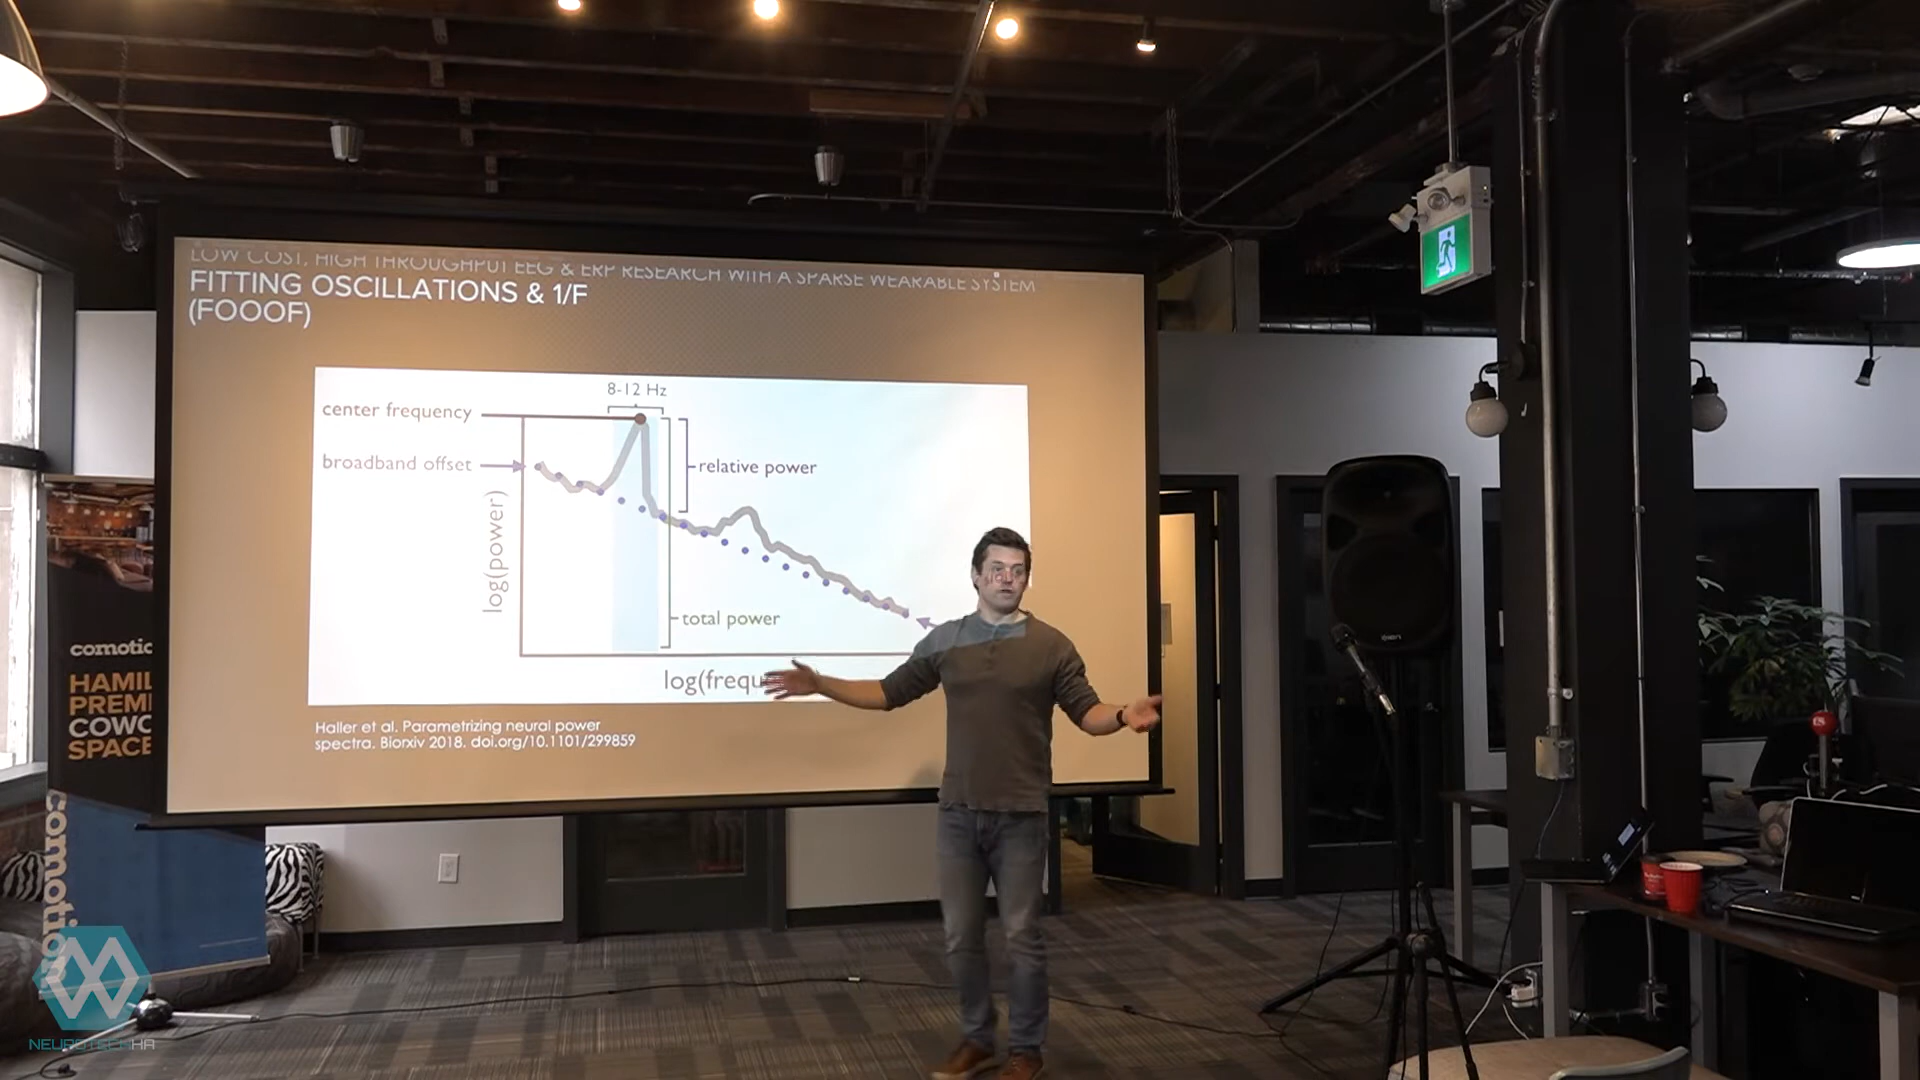 LOW COST, HIGH THROUGHPUT EEG & ERP RESEARCH WITH A SPARSE WEARABLE SYSTEM
FITTING OSCILLATIONS & 1/F
(FOOOF)
8-12 Hz
center frequency
broadband offset
relative power
log(power)
total power
log(frequ
Haller et al. Parametrizing neural power
spectra. Biorxiv 2018. doi.org/10.1101/299859
comotic
HAMIL
PREMI
COWO
SPACE
comotion
NEUROTECHHA